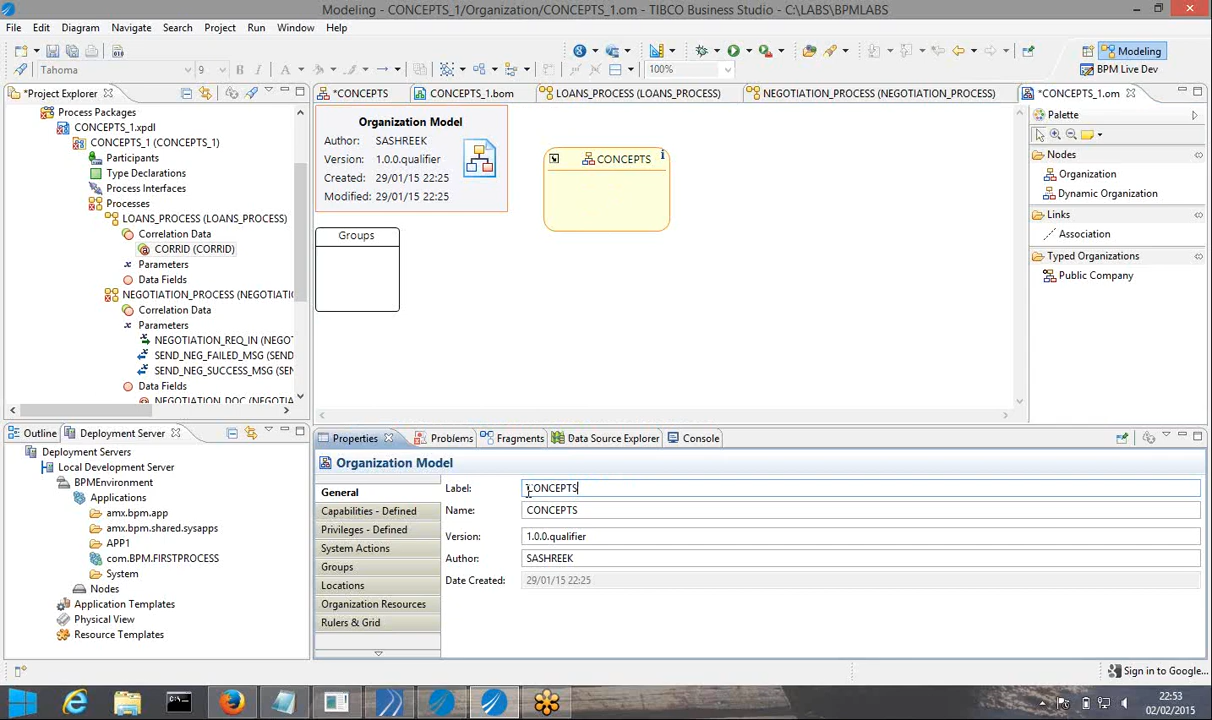 Modeling - CONCEPTS_1/Organization/CONCEPTS_1.om - TIBCO Business Studio - C:\LABS\BPMLABS
File Edit Diagram Navigate Search Project Run Window Help
Modeling
Tahoma 9 B I A 100%
BPM Live Dev
*Project Explorer
Process Packages
CONCEPTS_1.xpdl
CONCEPTS_1 (CONCEPTS_1)
Participants
Type Declarations
Process Interfaces
Processes
LOANS_PROCESS (LOANS_PROCESS)
Correlation Data
CORRID (CORRID)
Parameters
Data Fields
NEGOTIATION_PROCESS (NEGOTIATI
Correlation Data
Parameters
NEGOTIATION_REQ_IN (NEGO
SEND_NEG_FAILED_MSG (SEND
SEND_NEG_SUCCESS_MSG (SEN
Data Fields
NEGOTIATION_DOC (NEGOTIA
*CONCEPTS
CONCEPTS_1.bom
LOANS_PROCESS (LOANS_PROCESS)
NEGOTIATION_PROCESS (NEGOTIATION_PROCESS)
*CONCEPTS_1.om
Organization Model
Author: SASHREEK
Version: 1.0.0.qualifier
Created: 29/01/15 22:25
Modified: 29/01/15 22:25
Groups
CONCEPTS
Palette
Nodes
Organization
Dynamic Organization
Links
Association
Typed Organizations
Public Company
Outline
Deployment Server
Deployment Servers
Local Development Server
BPMEnvironment
Applications
amx.bpm.app
amx.bpm.shared.sysapps
APP1
com.BPM.FIRSTPROCESS
System
Nodes
Application Templates
Physical View
Resource Templates
Properties
Problems
Fragments
Data Source Explorer
Console
Organization Model
General
Capabilities - Defined
Privileges - Defined
System Actions
Groups
Locations
Organization Resources
Rulers & Grid
Label: CONCEPTS
Name: CONCEPTS
Version: 1.0.0.qualifier
Author: SASHREEK
Date Created: 29/01/15 22:25
Sign in to Google...
22:53
02/02/2015